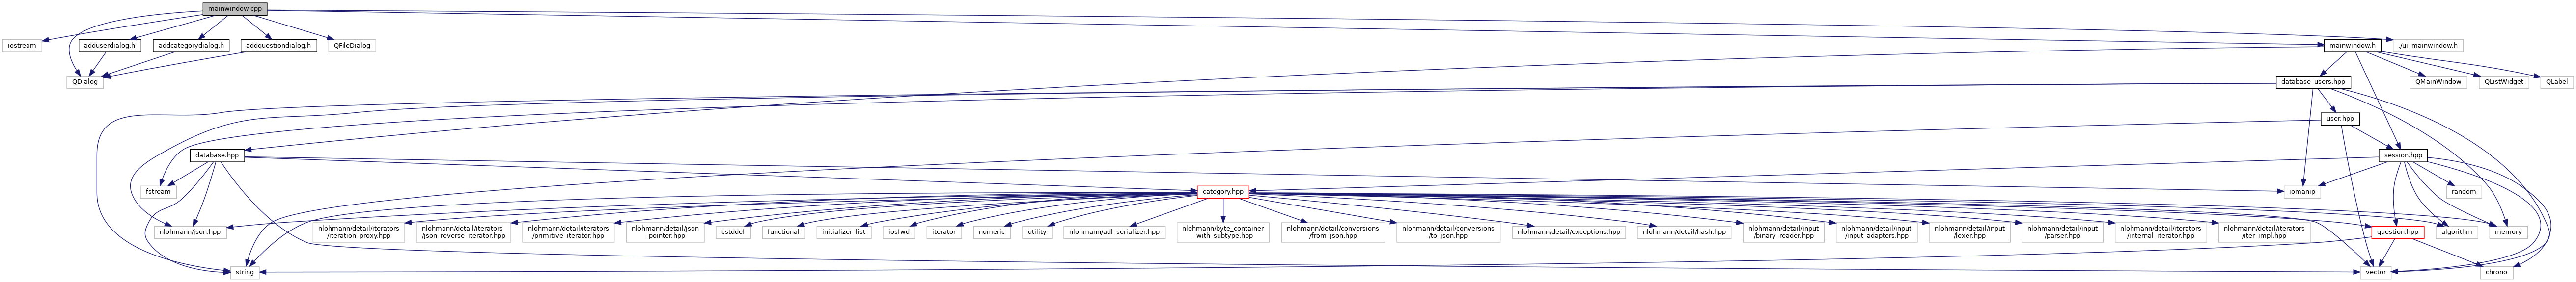 mainwindow.cpp
iostream
adduserdialog.h
addcategorydialog.h
addquestiondialog.h
QFileDialog
mainwindow.h
./ui_mainwindow.h
QDialog
database_users.hpp
QMainWindow
QListWidget
QLabel
user.hpp
database.hpp
session.hpp
fstream
category.hpp
iomanip
random
nlohmann/json.hpp
nlohmann/detail/iterators
/iteration_proxy.hpp
nlohmann/detail/iterators
/json_reverse_iterator.hpp
nlohmann/detail/iterators
/primitive_iterator.hpp
nlohmann/detail/json
_pointer.hpp
cstddef
functional
initializer_list
iosfwd
iterator
numeric
utility
nlohmann/adl_serializer.hpp
nlohmann/byte_container
_with_subtype.hpp
nlohmann/detail/conversions
/from_json.hpp
nlohmann/detail/conversions
/to_json.hpp
nlohmann/detail/exceptions.hpp
nlohmann/detail/hash.hpp
nlohmann/detail/input
/binary_reader.hpp
nlohmann/detail/input
/input_adapters.hpp
nlohmann/detail/input
/lexer.hpp
nlohmann/detail/input
/parser.hpp
nlohmann/detail/iterators
/internal_iterator.hpp
nlohmann/detail/iterators
/iter_impl.hpp
question.hpp
algorithm
memory
string
vector
chrono